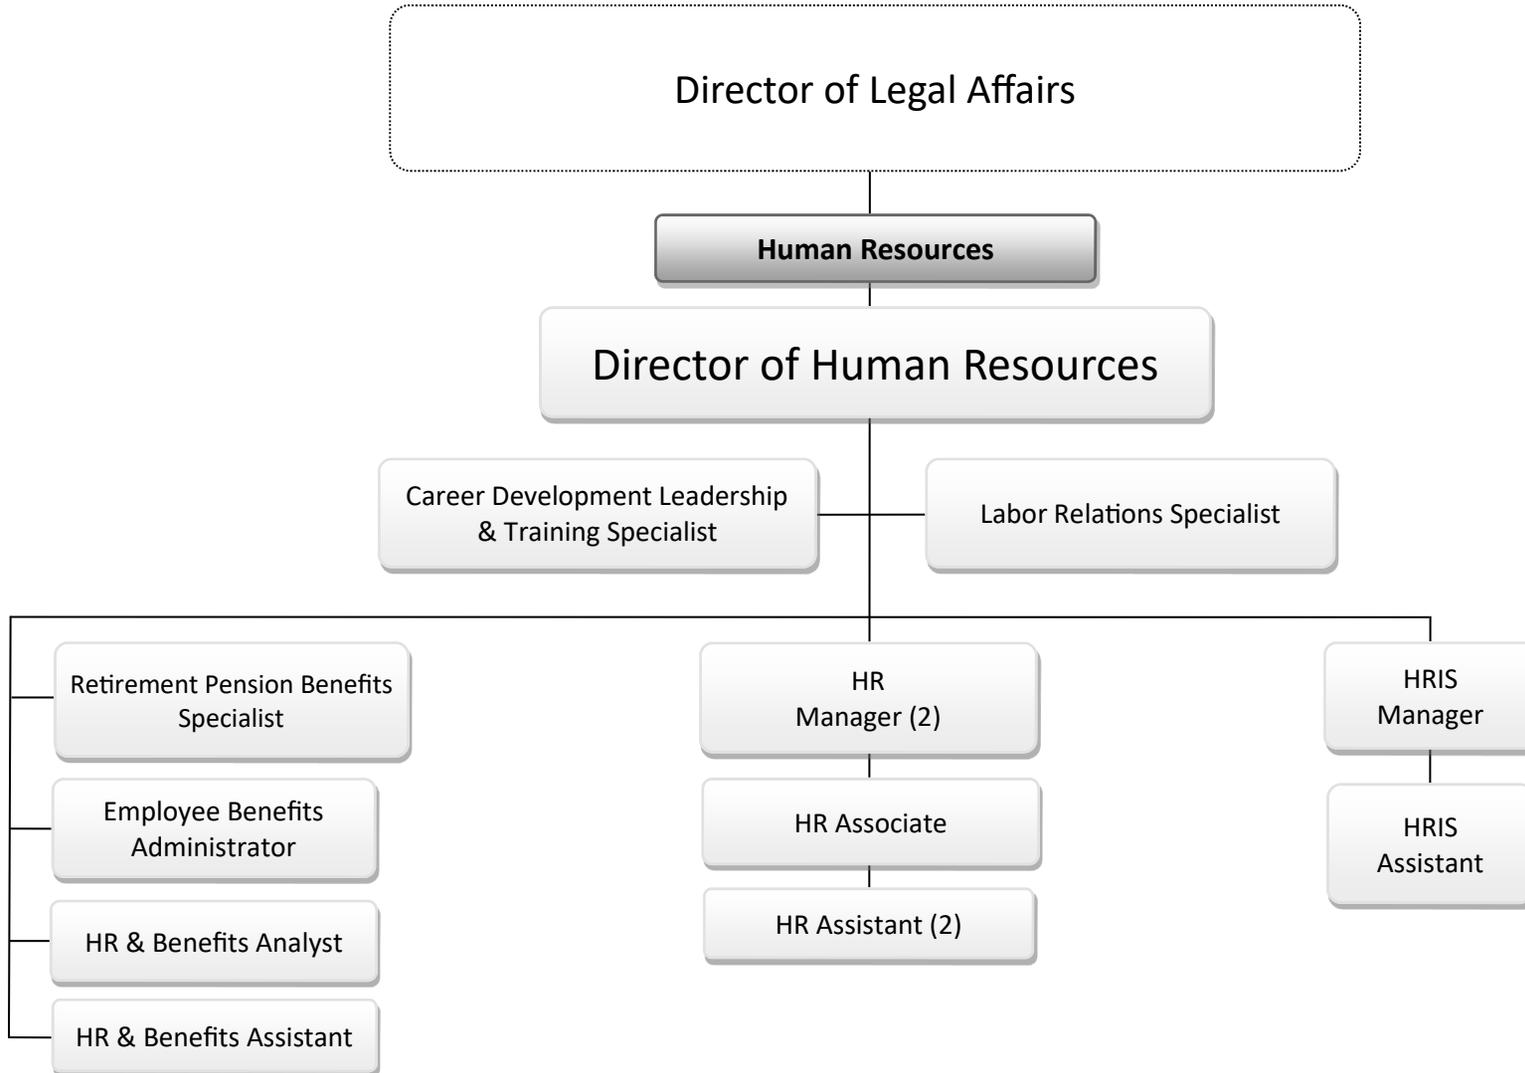 Director of Legal Affairs
Human Resources
Director of Human Resources
Career Development Leadership
& Training Specialist
Labor Relations Specialist
Retirement Pension Benefits
Specialist
HR
Manager (2)
HRIS
Manager
Employee Benefits
Administrator
HR Associate
HRIS
Assistant
HR & Benefits Analyst
HR Assistant (2)
HR & Benefits Assistant